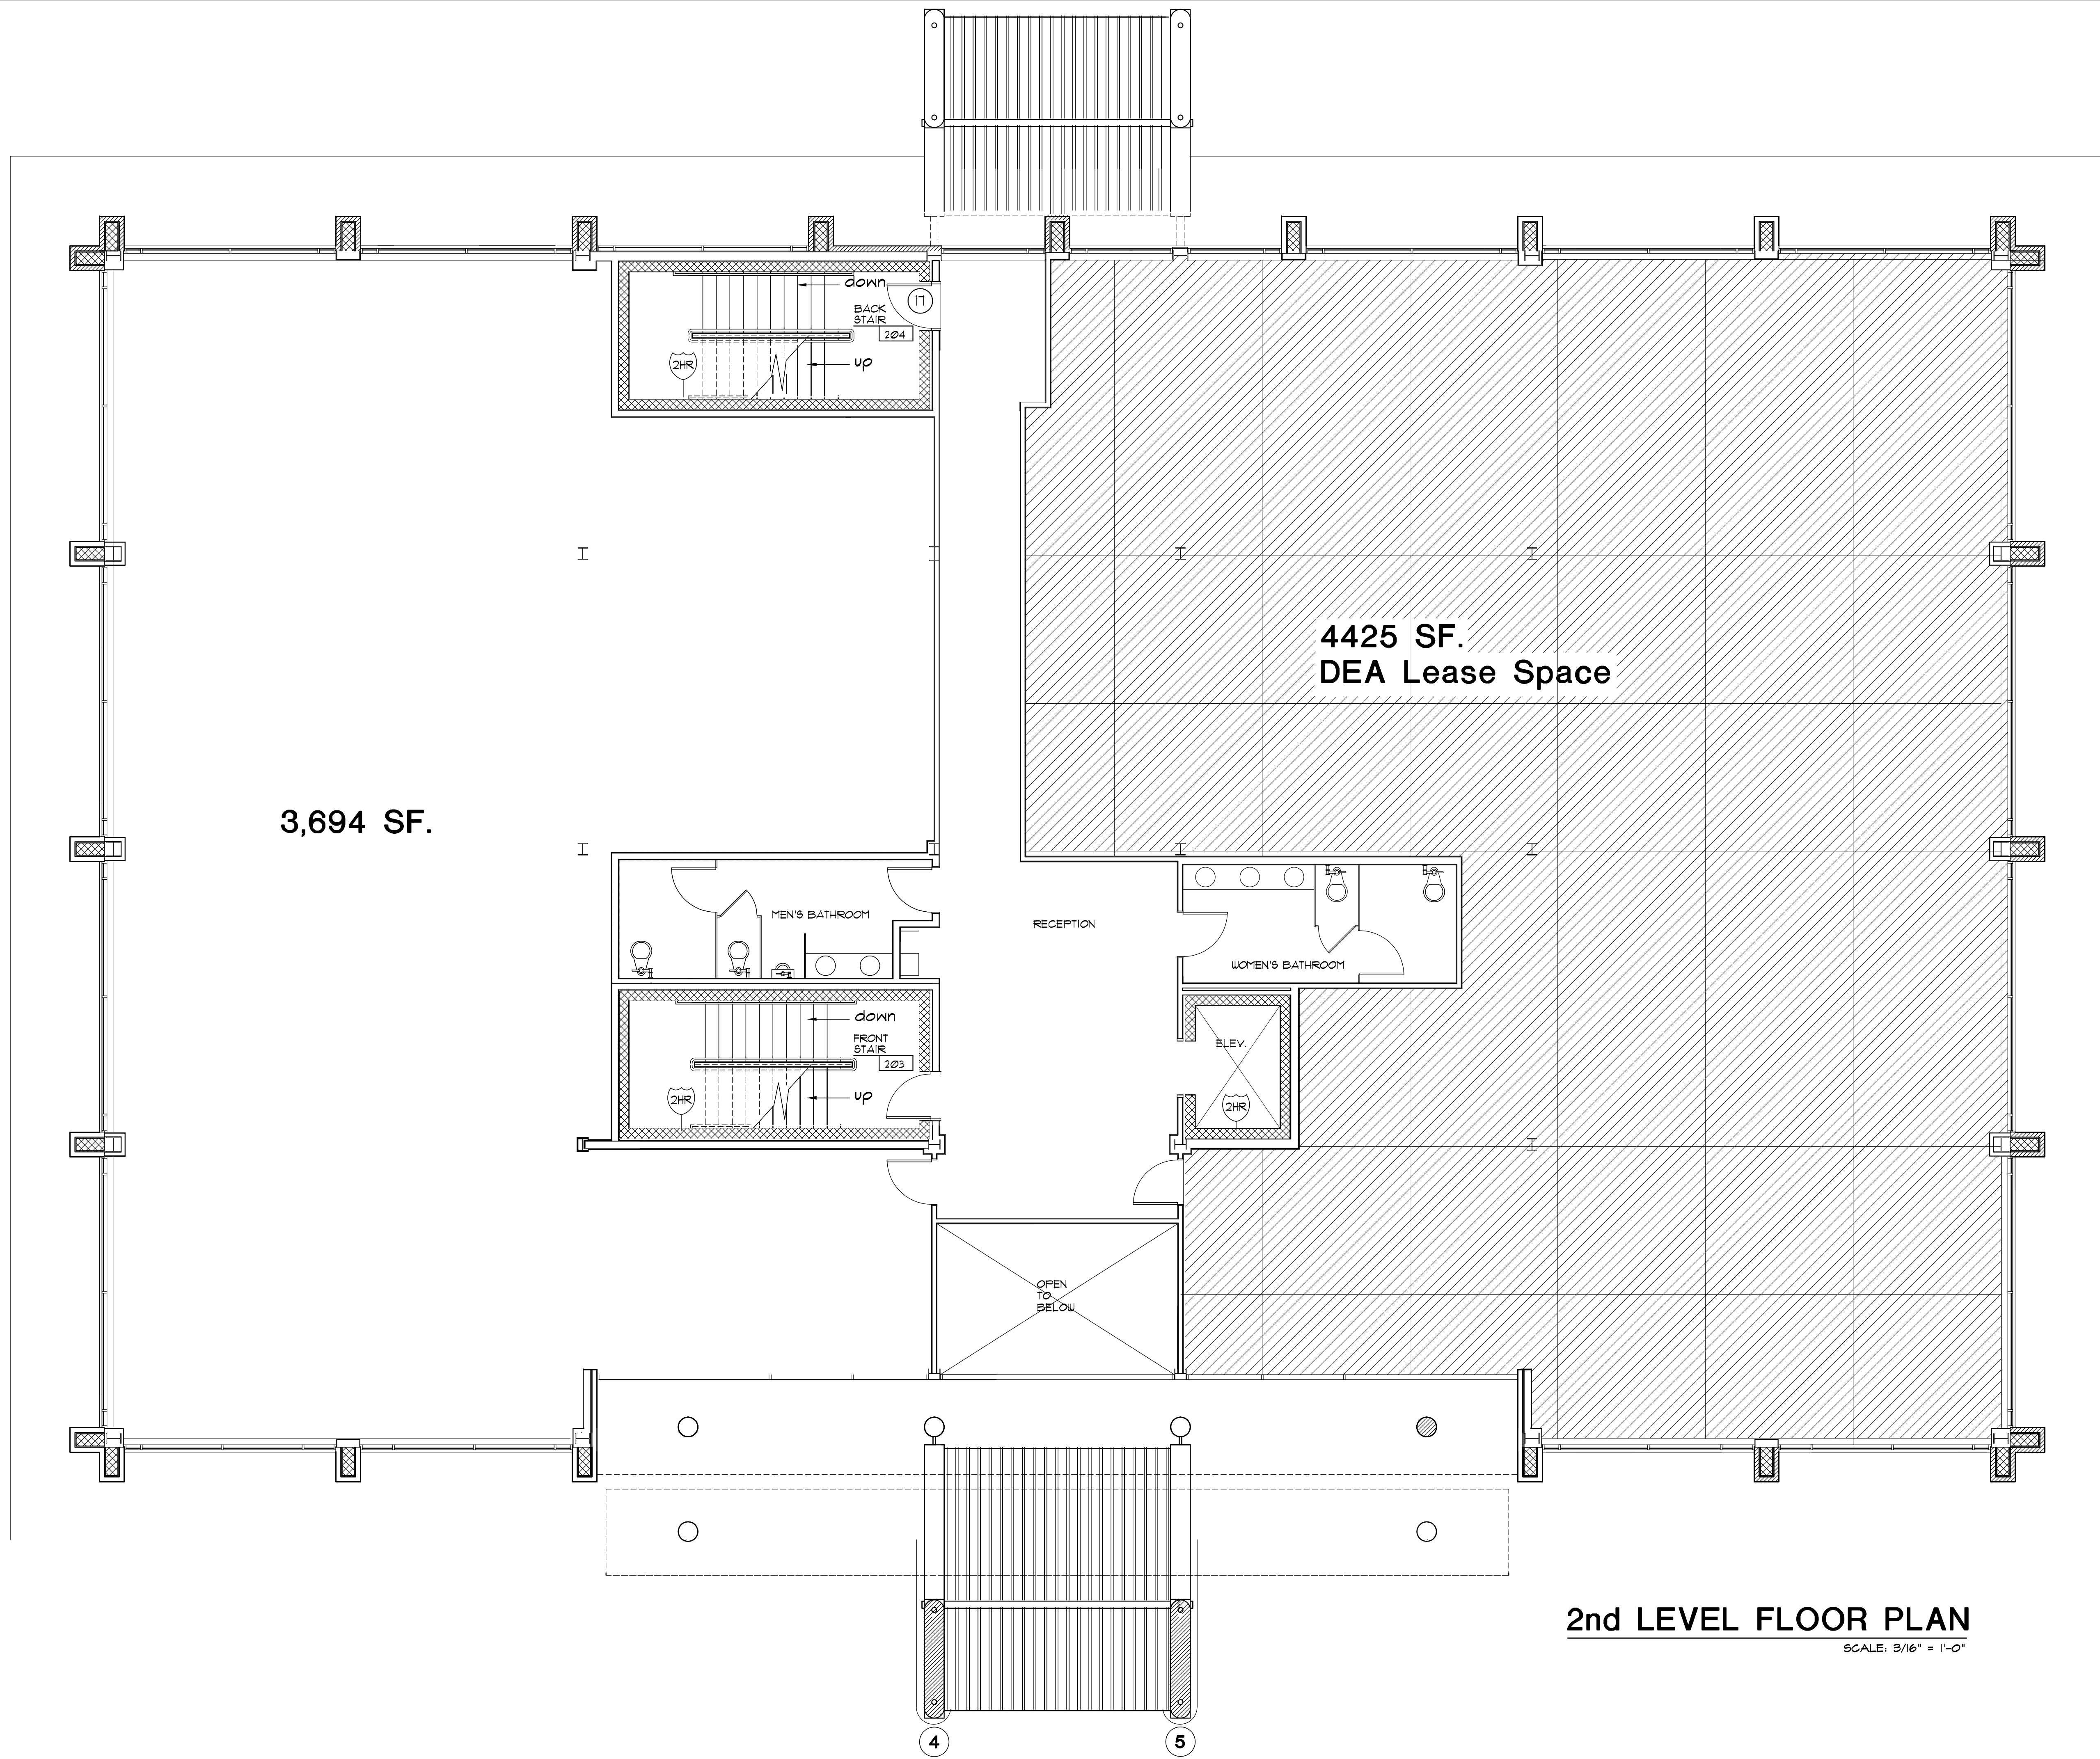 down
17
BACK
STAIR
204
2HR
up
4425 SF.
DEA Lease Space
3,694 SF.
MEN'S BATHROOM
RECEPTION
WOMEN'S BATHROOM
down
FRONT
STAIR
203
2HR
up
ELEV.
2HR
OPEN
TO
BELOW
2nd LEVEL FLOOR PLAN
SCALE: 3/16" = 1'-0"
4
5